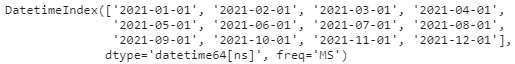 DatetimeIndex(['2021-01-01', '2021-02-01', '2021-03-01', '2021-04-01',
'2021-05-01', '2021-06-01', '2021-07-01', '2021-08-01',
'2021-09-01', '2021-10-01', '2021-11-01', '2021-12-01'],
dtype='datetime64[ns]', freq='MS')